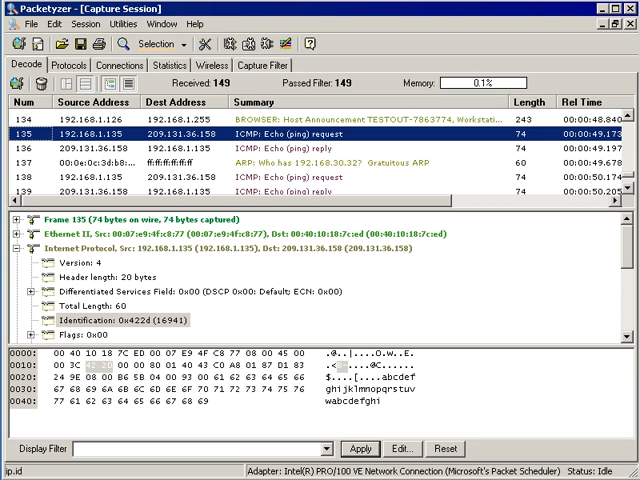 Packetyzer - [Capture Session]
File Edit Session Utilities Window Help
Selection
Decode Protocols Connections Statistics Wireless Capture Filter
Received: 149 Passed Filter: 149 Memory: 0.1%
Num Source Address Dest Address Summary Length Rel Time
134 192.168.1.126 192.168.1.255 BROWSER: Host Announcement TESTOUT-7863774, Workstati... 243 00:00:48.840
135 192.168.1.135 209.131.36.158 ICMP: Echo (ping) request 74 00:00:49.173
136 209.131.36.158 192.168.1.135 ICMP: Echo (ping) reply 74 00:00:49.197
137 00:0e:0c:3d:b8:... ff:ff:ff:ff:ff:ff ARP: Who has 192.168.30.32? Gratuitous ARP 60 00:00:49.678
138 192.168.1.135 209.131.36.158 ICMP: Echo (ping) request 74 00:00:50.174
139 209.131.36.158 192.168.1.135 ICMP: Echo (ping) reply 74 00:00:50.205
Frame 135 (74 bytes on wire, 74 bytes captured)
Ethernet II, Src: 00:07:e9:4f:c8:77 (00:07:e9:4f:c8:77), Dst: 00:40:10:18:7c:ed (00:40:10:18:7c:ed)
Internet Protocol, Src: 192.168.1.135 (192.168.1.135), Dst: 209.131.36.158 (209.131.36.158)
Version: 4
Header length: 20 bytes
Differentiated Services Field: 0x00 (DSCP 0x00: Default; ECN: 0x00)
Total Length: 60
Identification: 0x422d (16941)
Flags: 0x00
0000: 00 40 10 18 7C ED 00 07 E9 4F C8 77 08 00 45 00 .@..|....O.w..E.
0010: 00 3C 42 2D 00 00 80 01 40 43 C0 A8 01 87 D1 83 .<B-....@C......
0020: 24 9E 08 00 B6 5B 04 00 93 00 61 62 63 64 65 66 $....[....abcdef
0030: 67 68 69 6A 6B 6C 6D 6E 6F 70 71 72 73 74 75 76 ghijklmnopqrstuv
0040: 77 61 62 63 64 65 66 67 68 69 wabcdefghi
Display Filter Apply Edit... Reset
ip.id Adapter: Intel(R) PRO/100 VE Network Connection (Microsoft's Packet Scheduler) Status: Idle